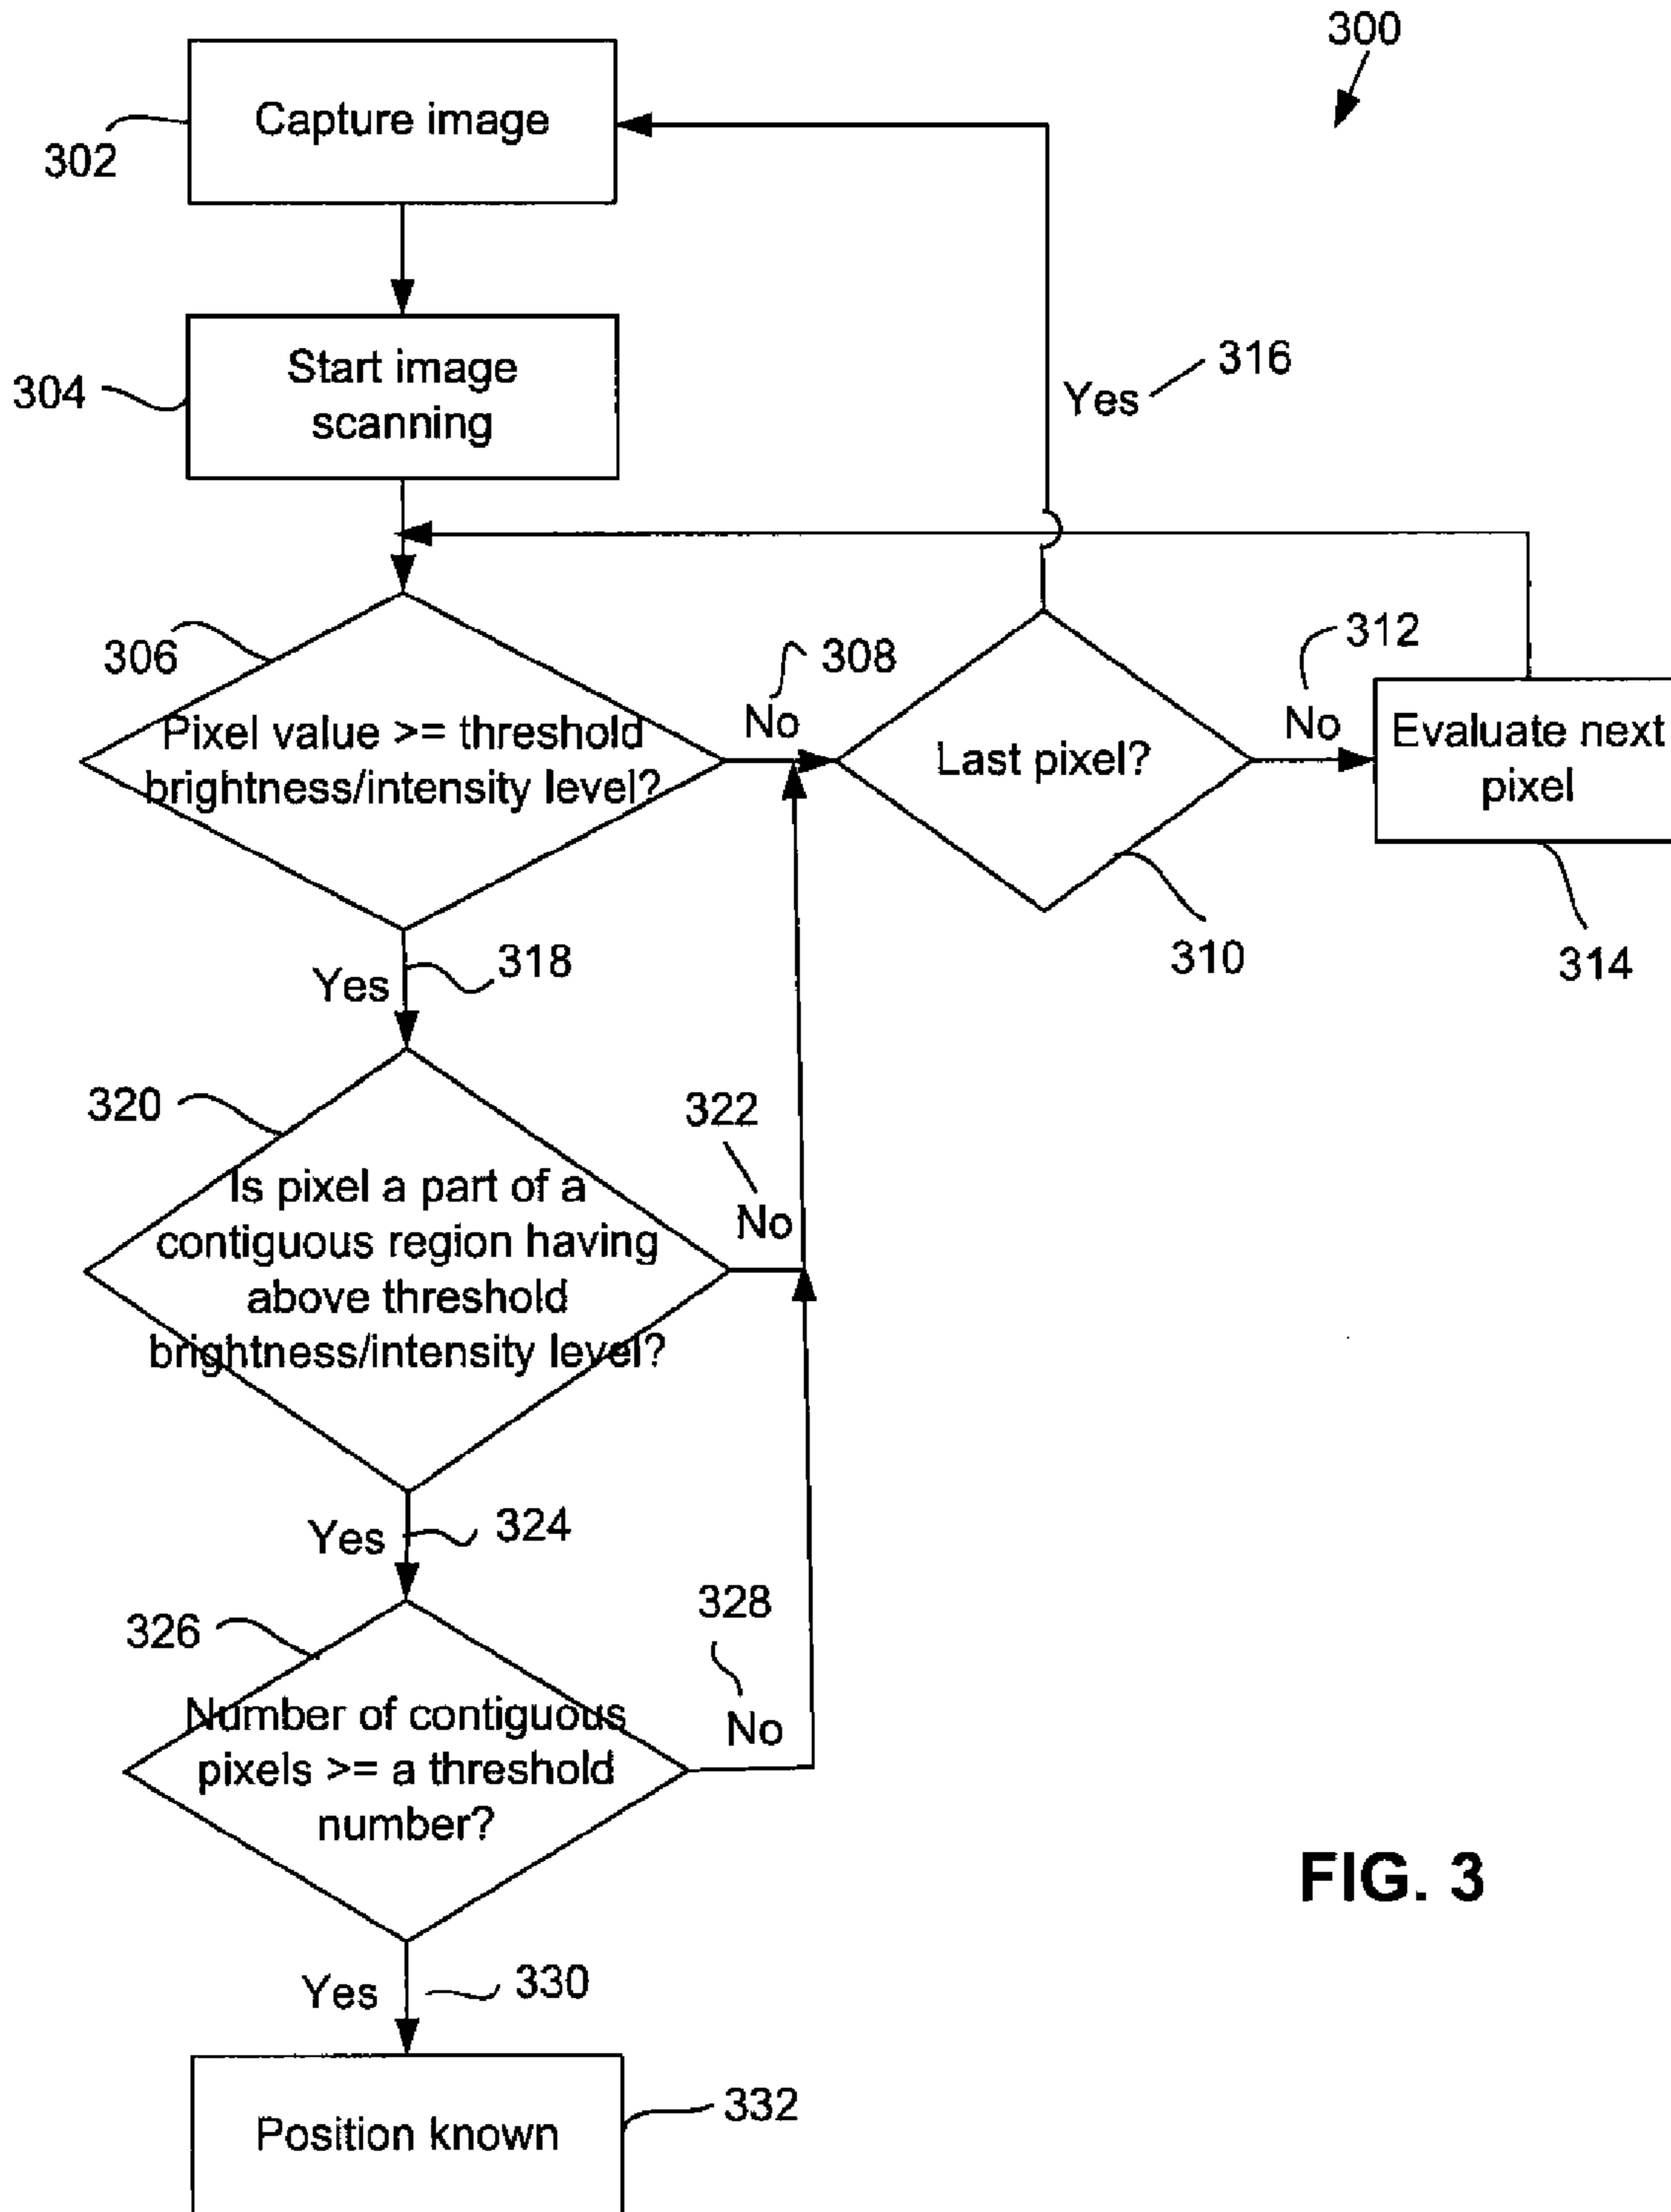 300
Capture image
302
Start image
scanning
304
316
Yes
306
Pixel value >= threshold
brightness/intensity level?
308
No
Last pixel?
310
312
No
Evaluate next
pixel
314
318
Yes
320
Is pixel a part of a
contiguous region having
above threshold
brightness/intensity level?
322
No
324
Yes
326
Number of contiguous
pixels >= a threshold
number?
328
No
330
Yes
Position known
332
FIG. 3